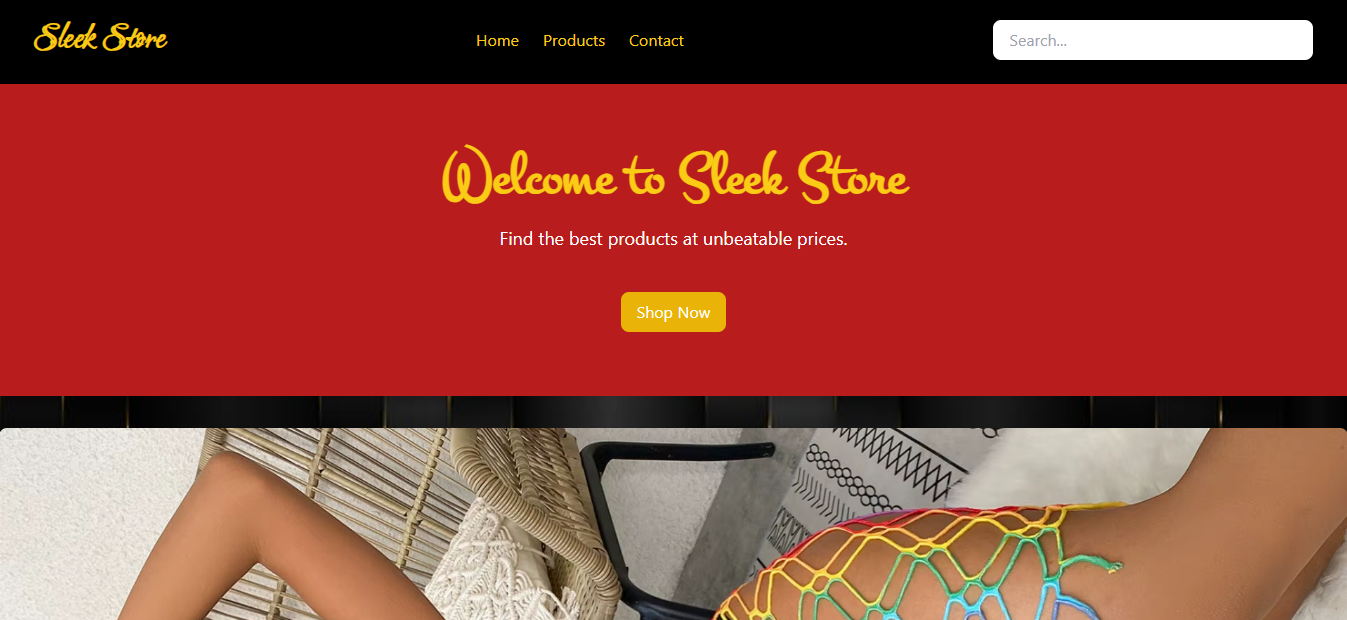 Sleek Store
Home
Products
Contact
Search...
Welcome to Sleek Store
Find the best products at unbeatable prices.
Shop Now